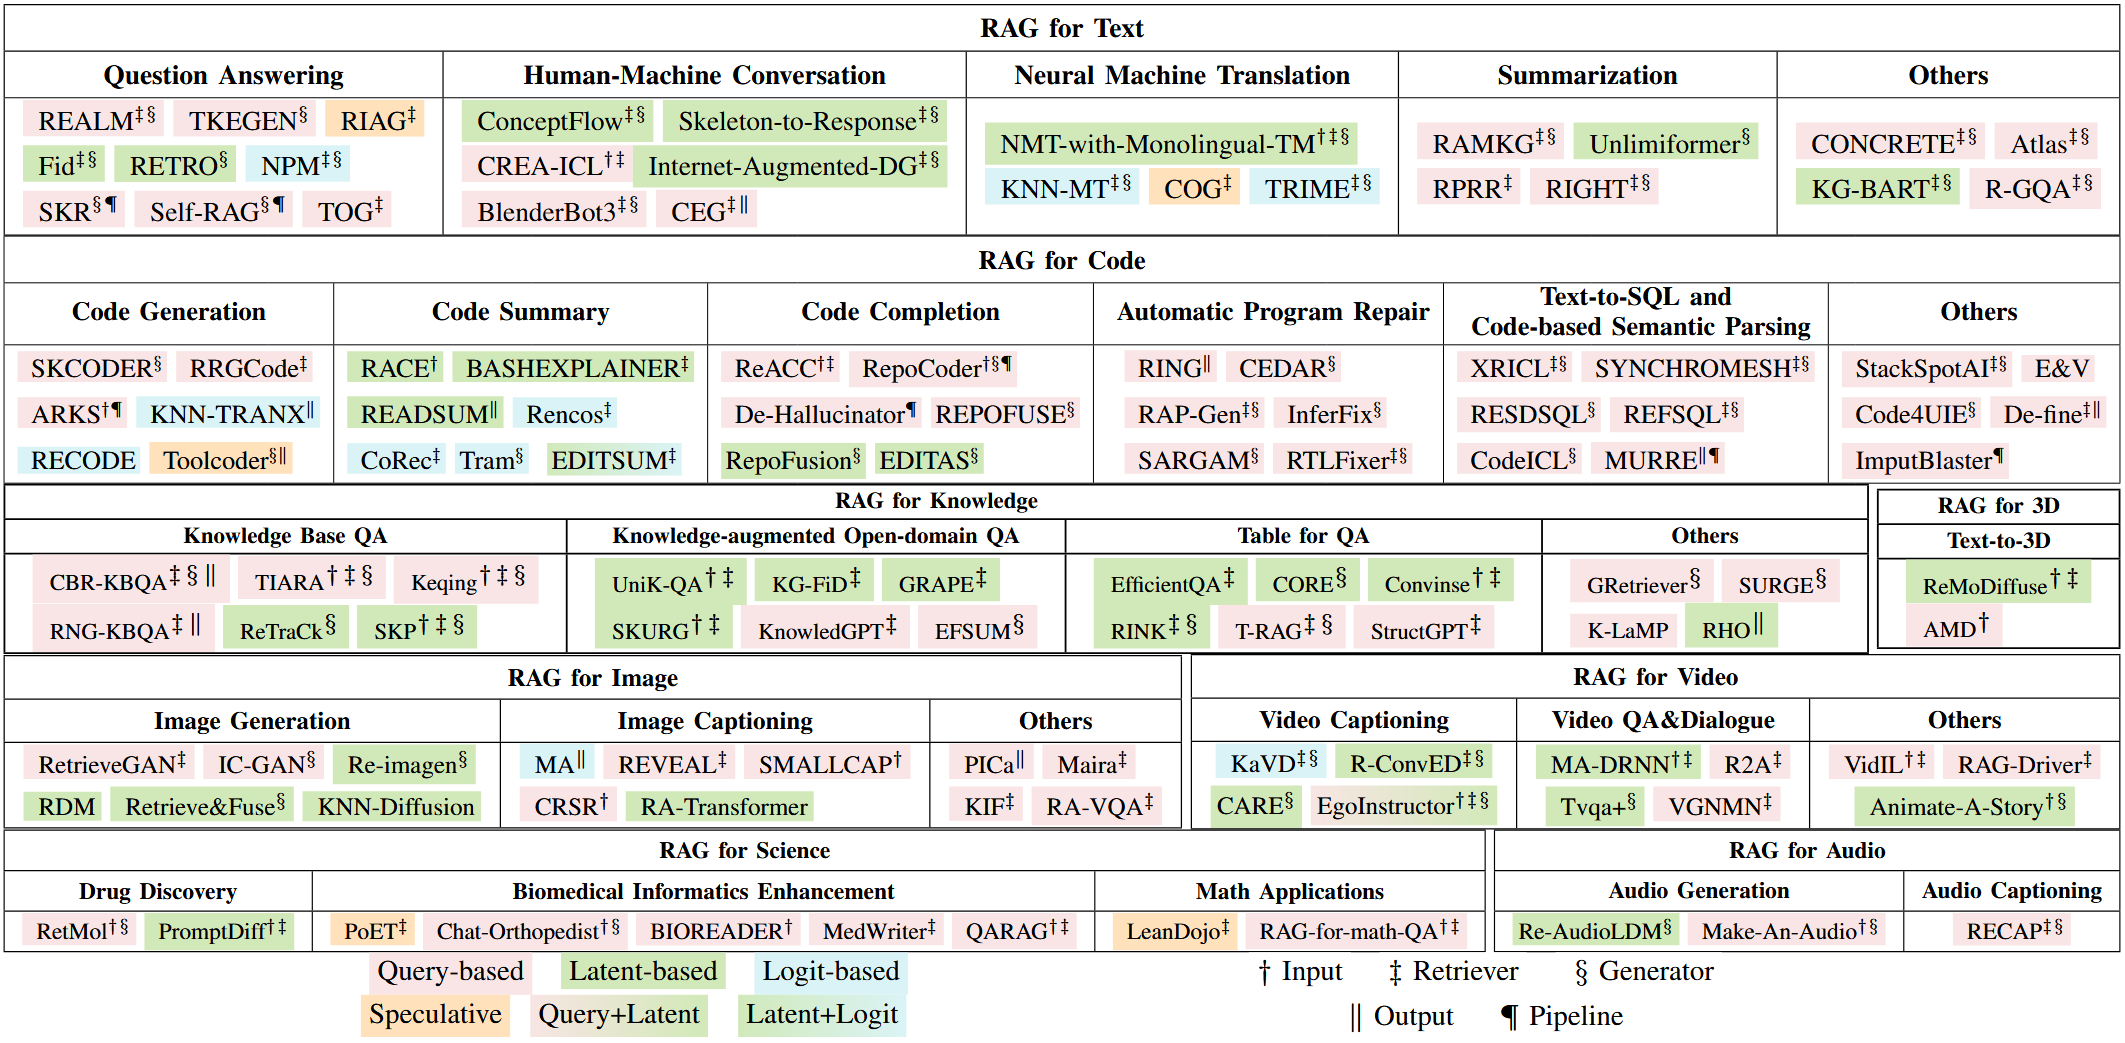 RAG for Text
Question Answering Human-Machine Conversation Neural Machine Translation Summarization Others
REALM‡§ TKEGEN§ RIAG‡
Fid‡§ RETRO§ NPM‡§
SKR§¶ Self-RAG§¶ TOG‡
ConceptFlow‡§ Skeleton-to-Response‡§
CREA-ICL†‡ Internet-Augmented-DG‡§
BlenderBot3‡§ CEG‡∥
NMT-with-Monolingual-TM†‡§
KNN-MT‡§ COG‡ TRIME‡§
RAMKG‡§ Unlimiformer§
RPRR‡ RIGHT‡§
CONCRETE‡§ Atlas‡§
KG-BART‡§ R-GQA‡§
RAG for Code
Code Generation Code Summary Code Completion Automatic Program Repair Text-to-SQL and
Code-based Semantic Parsing Others
SKCODER§ RRGCode‡
ARKS†¶ KNN-TRANX∥
RECODE Toolcoder§∥
RACE† BASHEXPLAINER‡
READSUM∥ Rencos‡
CoRec‡ Tram§ EDITSUM‡
ReACC†‡ RepoCoder†§¶
De-Hallucinator¶ REPOFUSE§
RepoFusion§ EDITAS§
RING∥ CEDAR§
RAP-Gen‡§ InferFix§
SARGAM§ RTLFixer‡§
XRICL‡§ SYNCHROMESH‡§
RESDSQL§ REFSQL‡§
CodeICL§ MURRE∥¶
StackSpotAI‡§ E&V
Code4UIE§ De-fine‡∥
ImputBlaster¶
RAG for Knowledge
Knowledge Base QA Knowledge-augmented Open-domain QA Table for QA Others
CBR-KBQA‡§∥ TIARA†‡§ Keqing†‡§
RNG-KBQA‡∥ ReTraCk§ SKP†‡§
UniK-QA†‡ KG-FiD‡ GRAPE‡
SKURG†‡ KnowledGPT‡ EFSUM§
EfficientQA‡ CORE§ Convinse†‡
RINK‡§ T-RAG‡§ StructGPT‡
GRetriever§ SURGE§
K-LaMP RHO∥
RAG for 3D
Text-to-3D
ReMoDiffuse†‡
AMD†
RAG for Image
Image Generation Image Captioning Others
RetrieveGAN‡ IC-GAN§ Re-imagen§
RDM Retrieve&Fuse§ KNN-Diffusion
MA∥ REVEAL‡ SMALLCAP†
CRSR† RA-Transformer
PICa∥ Maira‡
KIF‡ RA-VQA‡
RAG for Video
Video Captioning Video QA&Dialogue Others
KaVD‡§ R-ConvED‡§
CARE§ EgoInstructor†‡§
MA-DRNN†‡ R2A‡
Tvqa+§ VGNMN‡
VidIL†‡ RAG-Driver‡
Animate-A-Story†§
RAG for Science
Drug Discovery Biomedical Informatics Enhancement Math Applications
RetMol†§ PromptDiff†‡
PoET‡ Chat-Orthopedist†§ BIOREADER† MedWriter‡ QARAG†‡
LeanDojo‡ RAG-for-math-QA†‡
RAG for Audio
Audio Generation Audio Captioning
Re-AudioLDM§ Make-An-Audio†§
RECAP‡§
Query-based Latent-based Logit-based
Speculative Query+Latent Latent+Logit
† Input ‡ Retriever § Generator
∥ Output ¶ Pipeline